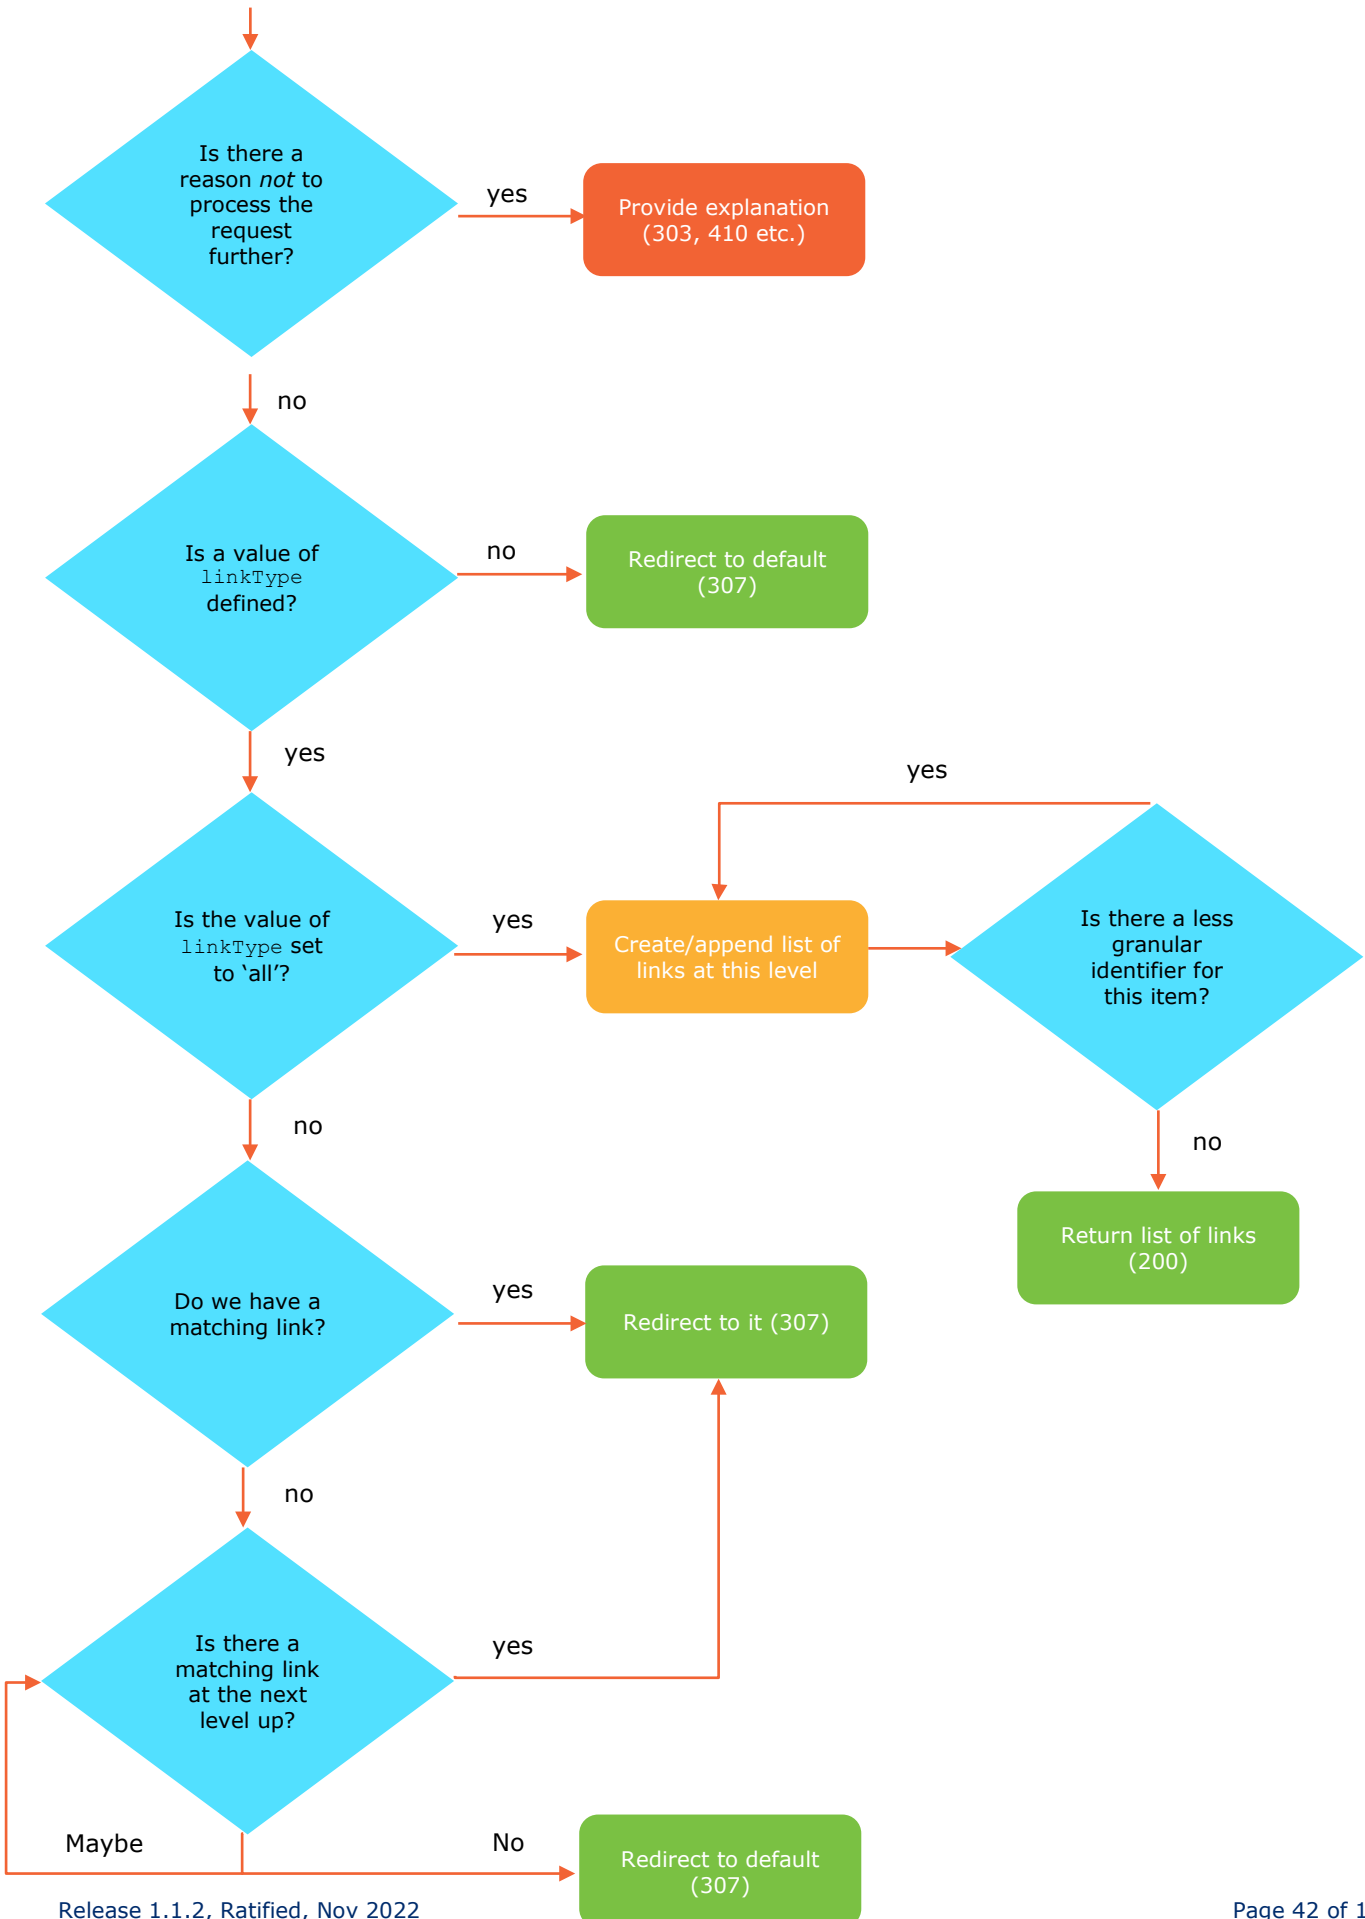 Is there a
reason not to
process the
request
further?
yes
Provide explanation
(303, 410 etc.)
no
Is a value of
linkType
defined?
no
Redirect to default
(307)
yes
yes
Is the value of
linkType set
to ‘all’?
yes
Create/append list of
links at this level
Is there a less
granular
identifier for
this item?
no
no
Return list of links
(200)
Do we have a
matching link?
yes
Redirect to it (307)
no
Is there a
matching link
at the next
level up?
yes
Maybe
No
Redirect to default
(307)
Release 1.1.2, Ratified, Nov 2022
Page 42 of 1